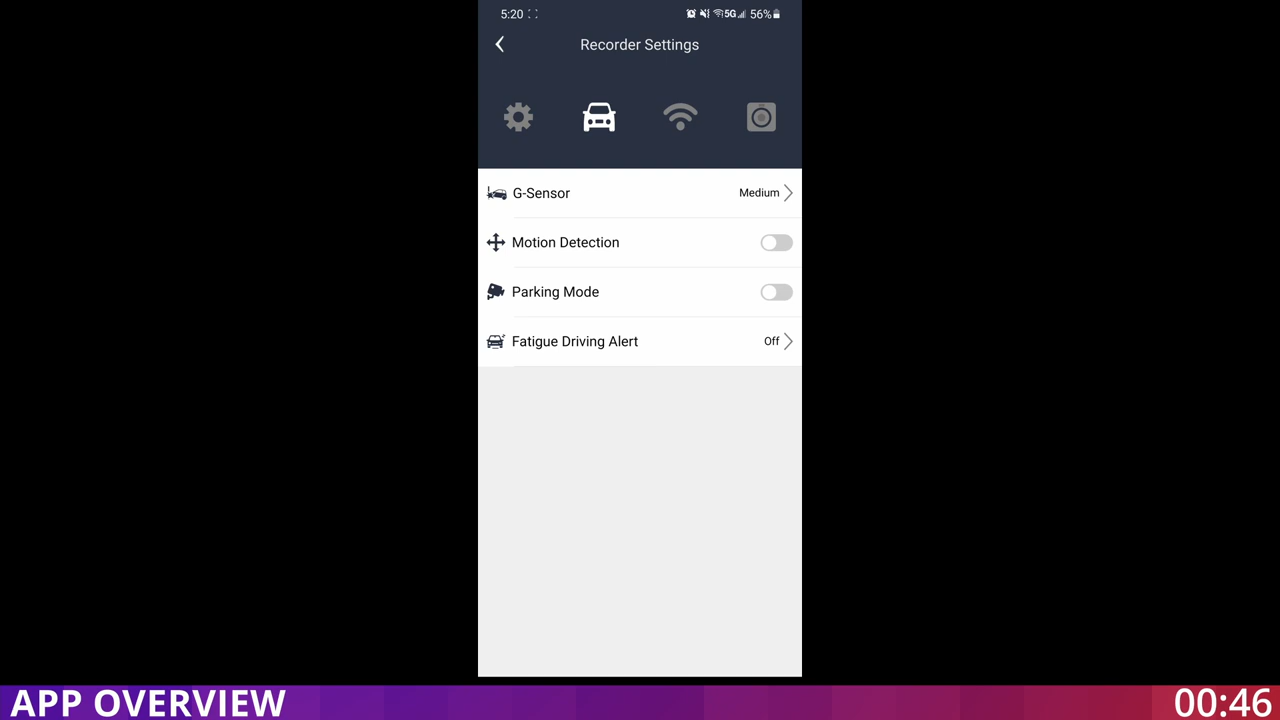 5:20 5G 56%
Recorder Settings
G-Sensor Medium
Motion Detection
Parking Mode
Fatigue Driving Alert Off
APP OVERVIEW 00:46